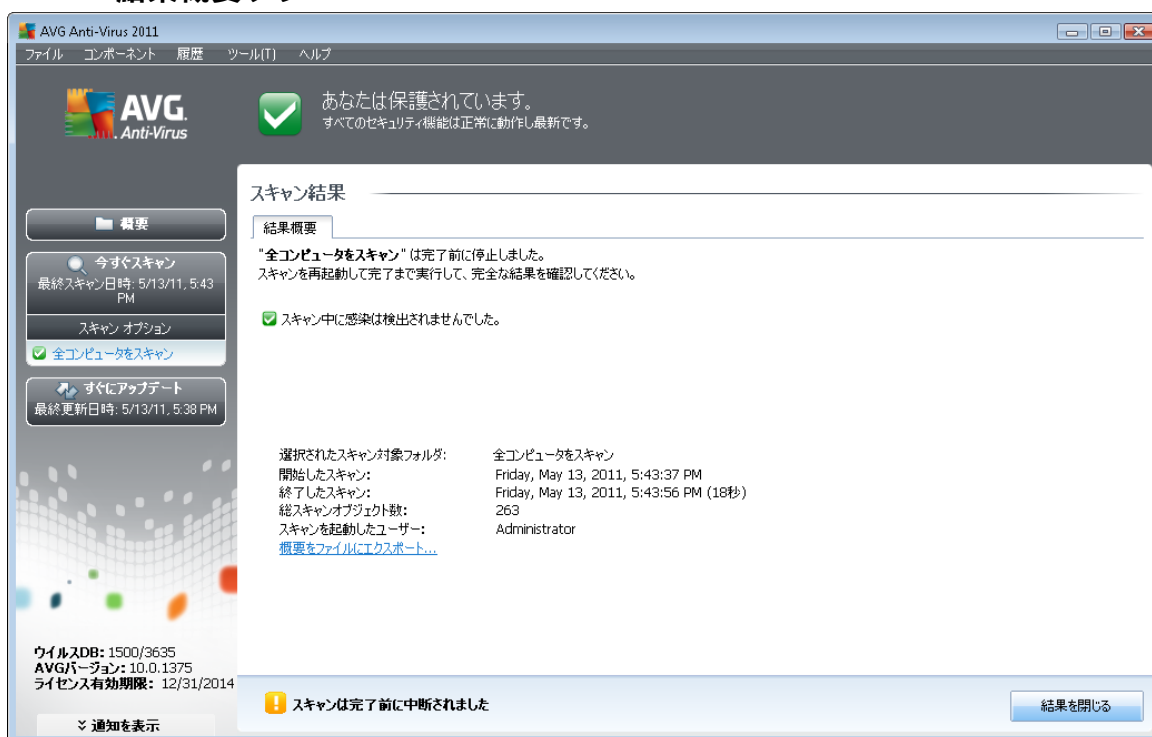 AVG Anti-Virus 2011
ファイル コンポーネント 履歴 ツール(T) ヘルプ
AVG.
Anti-Virus
あなたは保護されています。
すべてのセキュリティ機能は正常に動作し最新です。
概要
今すぐスキャン
最終スキャン日時: 5/13/11, 5:43
PM
スキャン オプション
全コンピュータをスキャン
すぐにアップデート
最終更新日時: 5/13/11, 5:38 PM
ウイルスDB: 1500/3635
AVGバージョン: 10.0.1375
ライセンス有効期限: 12/31/2014
通知を表示
スキャン結果
結果概要
"全コンピュータをスキャン" は完了前に停止しました。
スキャンを再起動して完了まで実行して、完全な結果を確認してください。
スキャン中に感染は検出されませんでした。
選択されたスキャン対象フォルダ: 全コンピュータをスキャン
開始したスキャン: Friday, May 13, 2011, 5:43:37 PM
終了したスキャン: Friday, May 13, 2011, 5:43:56 PM (18秒)
総スキャンオブジェクト数: 263
スキャンを起動したユーザー: Administrator
概要をファイルにエクスポート...
スキャンは完了前に中断されました
結果を閉じる